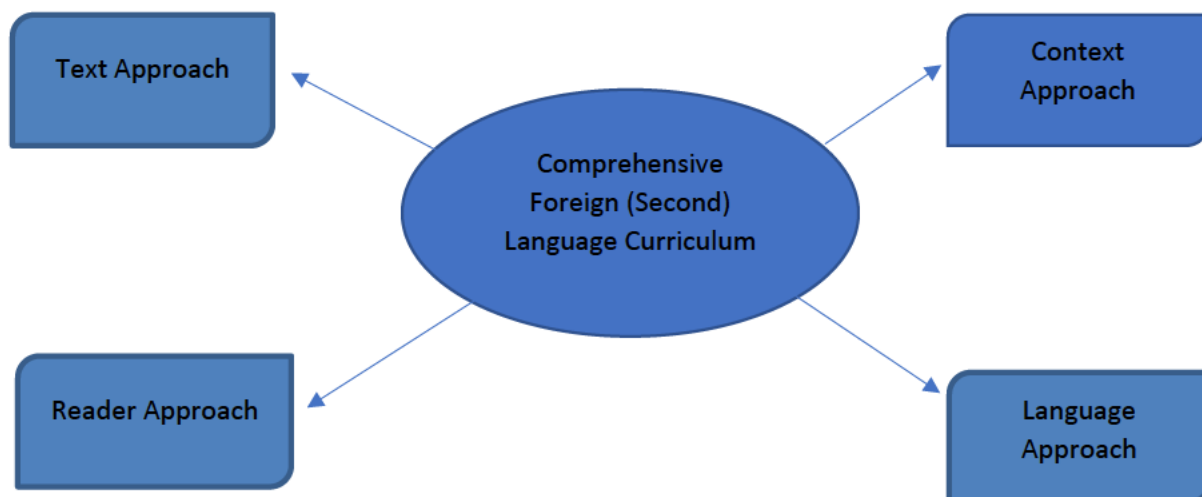 Text Approach
Context
Approach
Comprehensive
Foreign (Second)
Language Curriculum
Reader Approach
Language
Approach